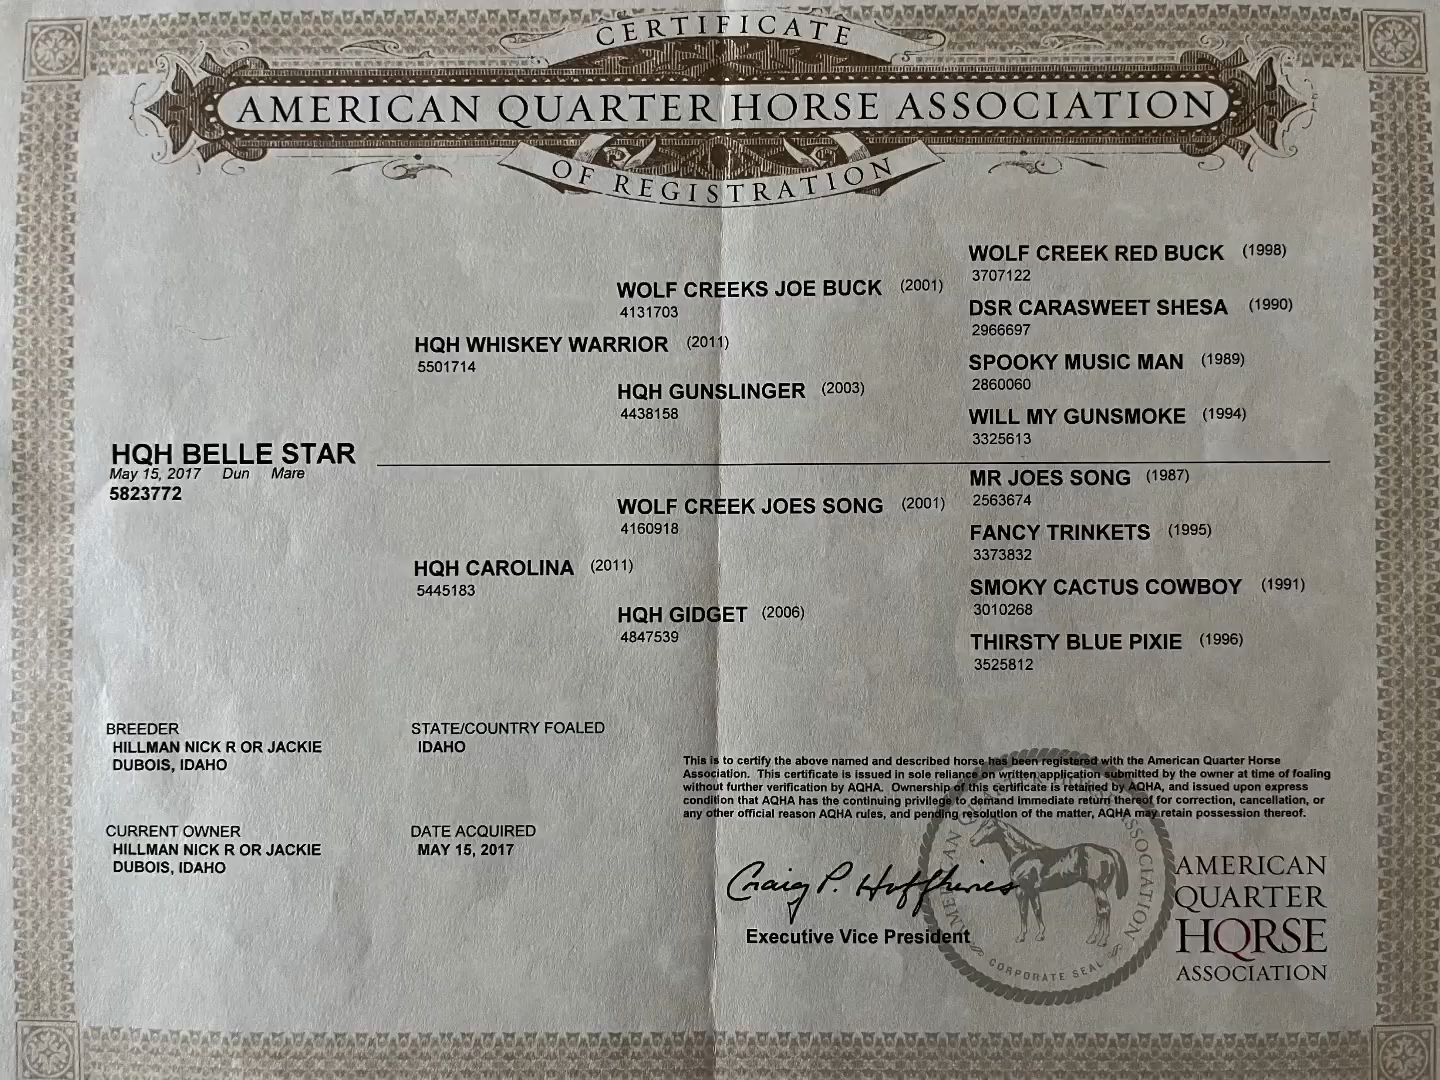 CERTIFICATE
AMERICAN QUARTER HORSE ASSOCIATION
OF REGISTRATION
WOLF CREEK RED BUCK (1998)
3707122
WOLF CREEKS JOE BUCK (2001)
4131703
DSR CARASWEET SHESA (1990)
2966697
HQH WHISKEY WARRIOR (2011)
5501714
SPOOKY MUSIC MAN (1989)
2860060
HQH GUNSLINGER (2003)
4438158
WILL MY GUNSMOKE (1994)
3325613
HQH BELLE STAR
May 15, 2017 Dun Mare
5823772
MR JOES SONG (1987)
2563674
WOLF CREEK JOES SONG (2001)
4160918
FANCY TRINKETS (1995)
3373832
HQH CAROLINA (2011)
5445183
SMOKY CACTUS COWBOY (1991)
3010268
HQH GIDGET (2006)
4847539
THIRSTY BLUE PIXIE (1996)
3525812
BREEDER
HILLMAN NICK R OR JACKIE
DUBOIS, IDAHO
STATE/COUNTRY FOALED
IDAHO
CURRENT OWNER
HILLMAN NICK R OR JACKIE
DUBOIS, IDAHO
DATE ACQUIRED
MAY 15, 2017
This is to certify the above named and described horse has been registered with the American Quarter Horse
Association. This certificate is issued in sole reliance on written application submitted by the owner at time of foaling
without further verification by AQHA. Ownership of this certificate is retained by AQHA, and issued upon express
condition that AQHA has the continuing privilege to demand immediate return thereof for correction, cancellation, or
any other official reason AQHA rules, and pending resolution of the matter, AQHA may retain possession thereof.
Craig P. Huffhines
Executive Vice President
AMERICAN QUARTER HORSE ASSOCIATION
CORPORATE SEAL
AMERICAN
QUARTER
HORSE
ASSOCIATION